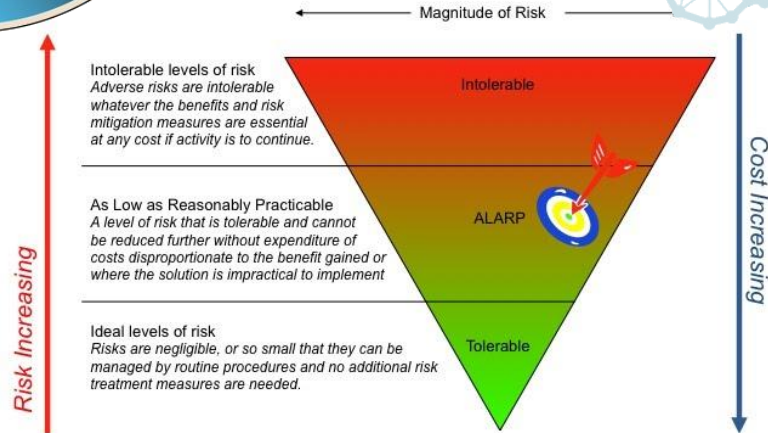 Magnitude of Risk
Intolerable levels of risk
Adverse risks are intolerable
whatever the benefits and risk
mitigation measures are essential
at any cost if activity is to continue.
Intolerable
As Low as Reasonably Practicable
A level of risk that is tolerable and cannot
be reduced further without expenditure of
costs disproportionate to the benefit gained or
where the solution is impractical to implement
ALARP
Ideal levels of risk
Risks are negligible, or so small that they can be
managed by routine procedures and no additional risk
treatment measures are needed.
Tolerable
Risk Increasing
Cost Increasing